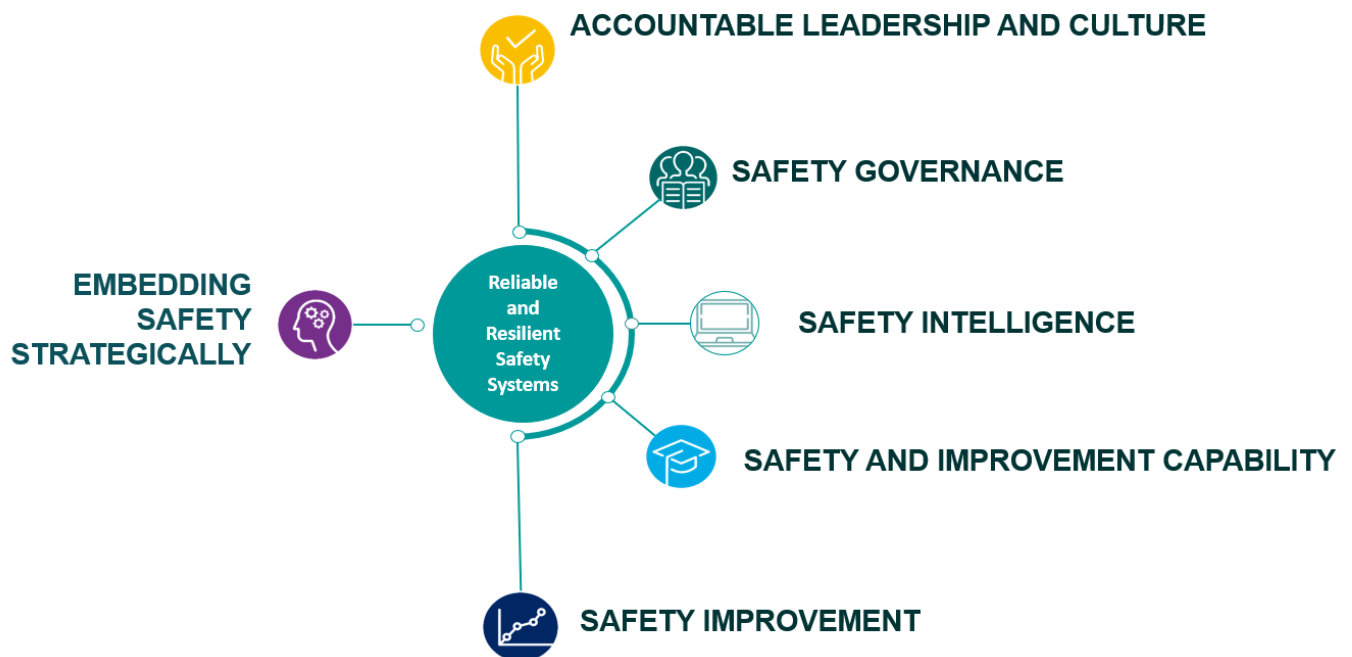 ACCOUNTABLE LEADERSHIP AND CULTURE
SAFETY GOVERNANCE
EMBEDDING
SAFETY
STRATEGICALLY
Reliable
and
Resilient
Safety
Systems
SAFETY INTELLIGENCE
SAFETY AND IMPROVEMENT CAPABILITY
SAFETY IMPROVEMENT